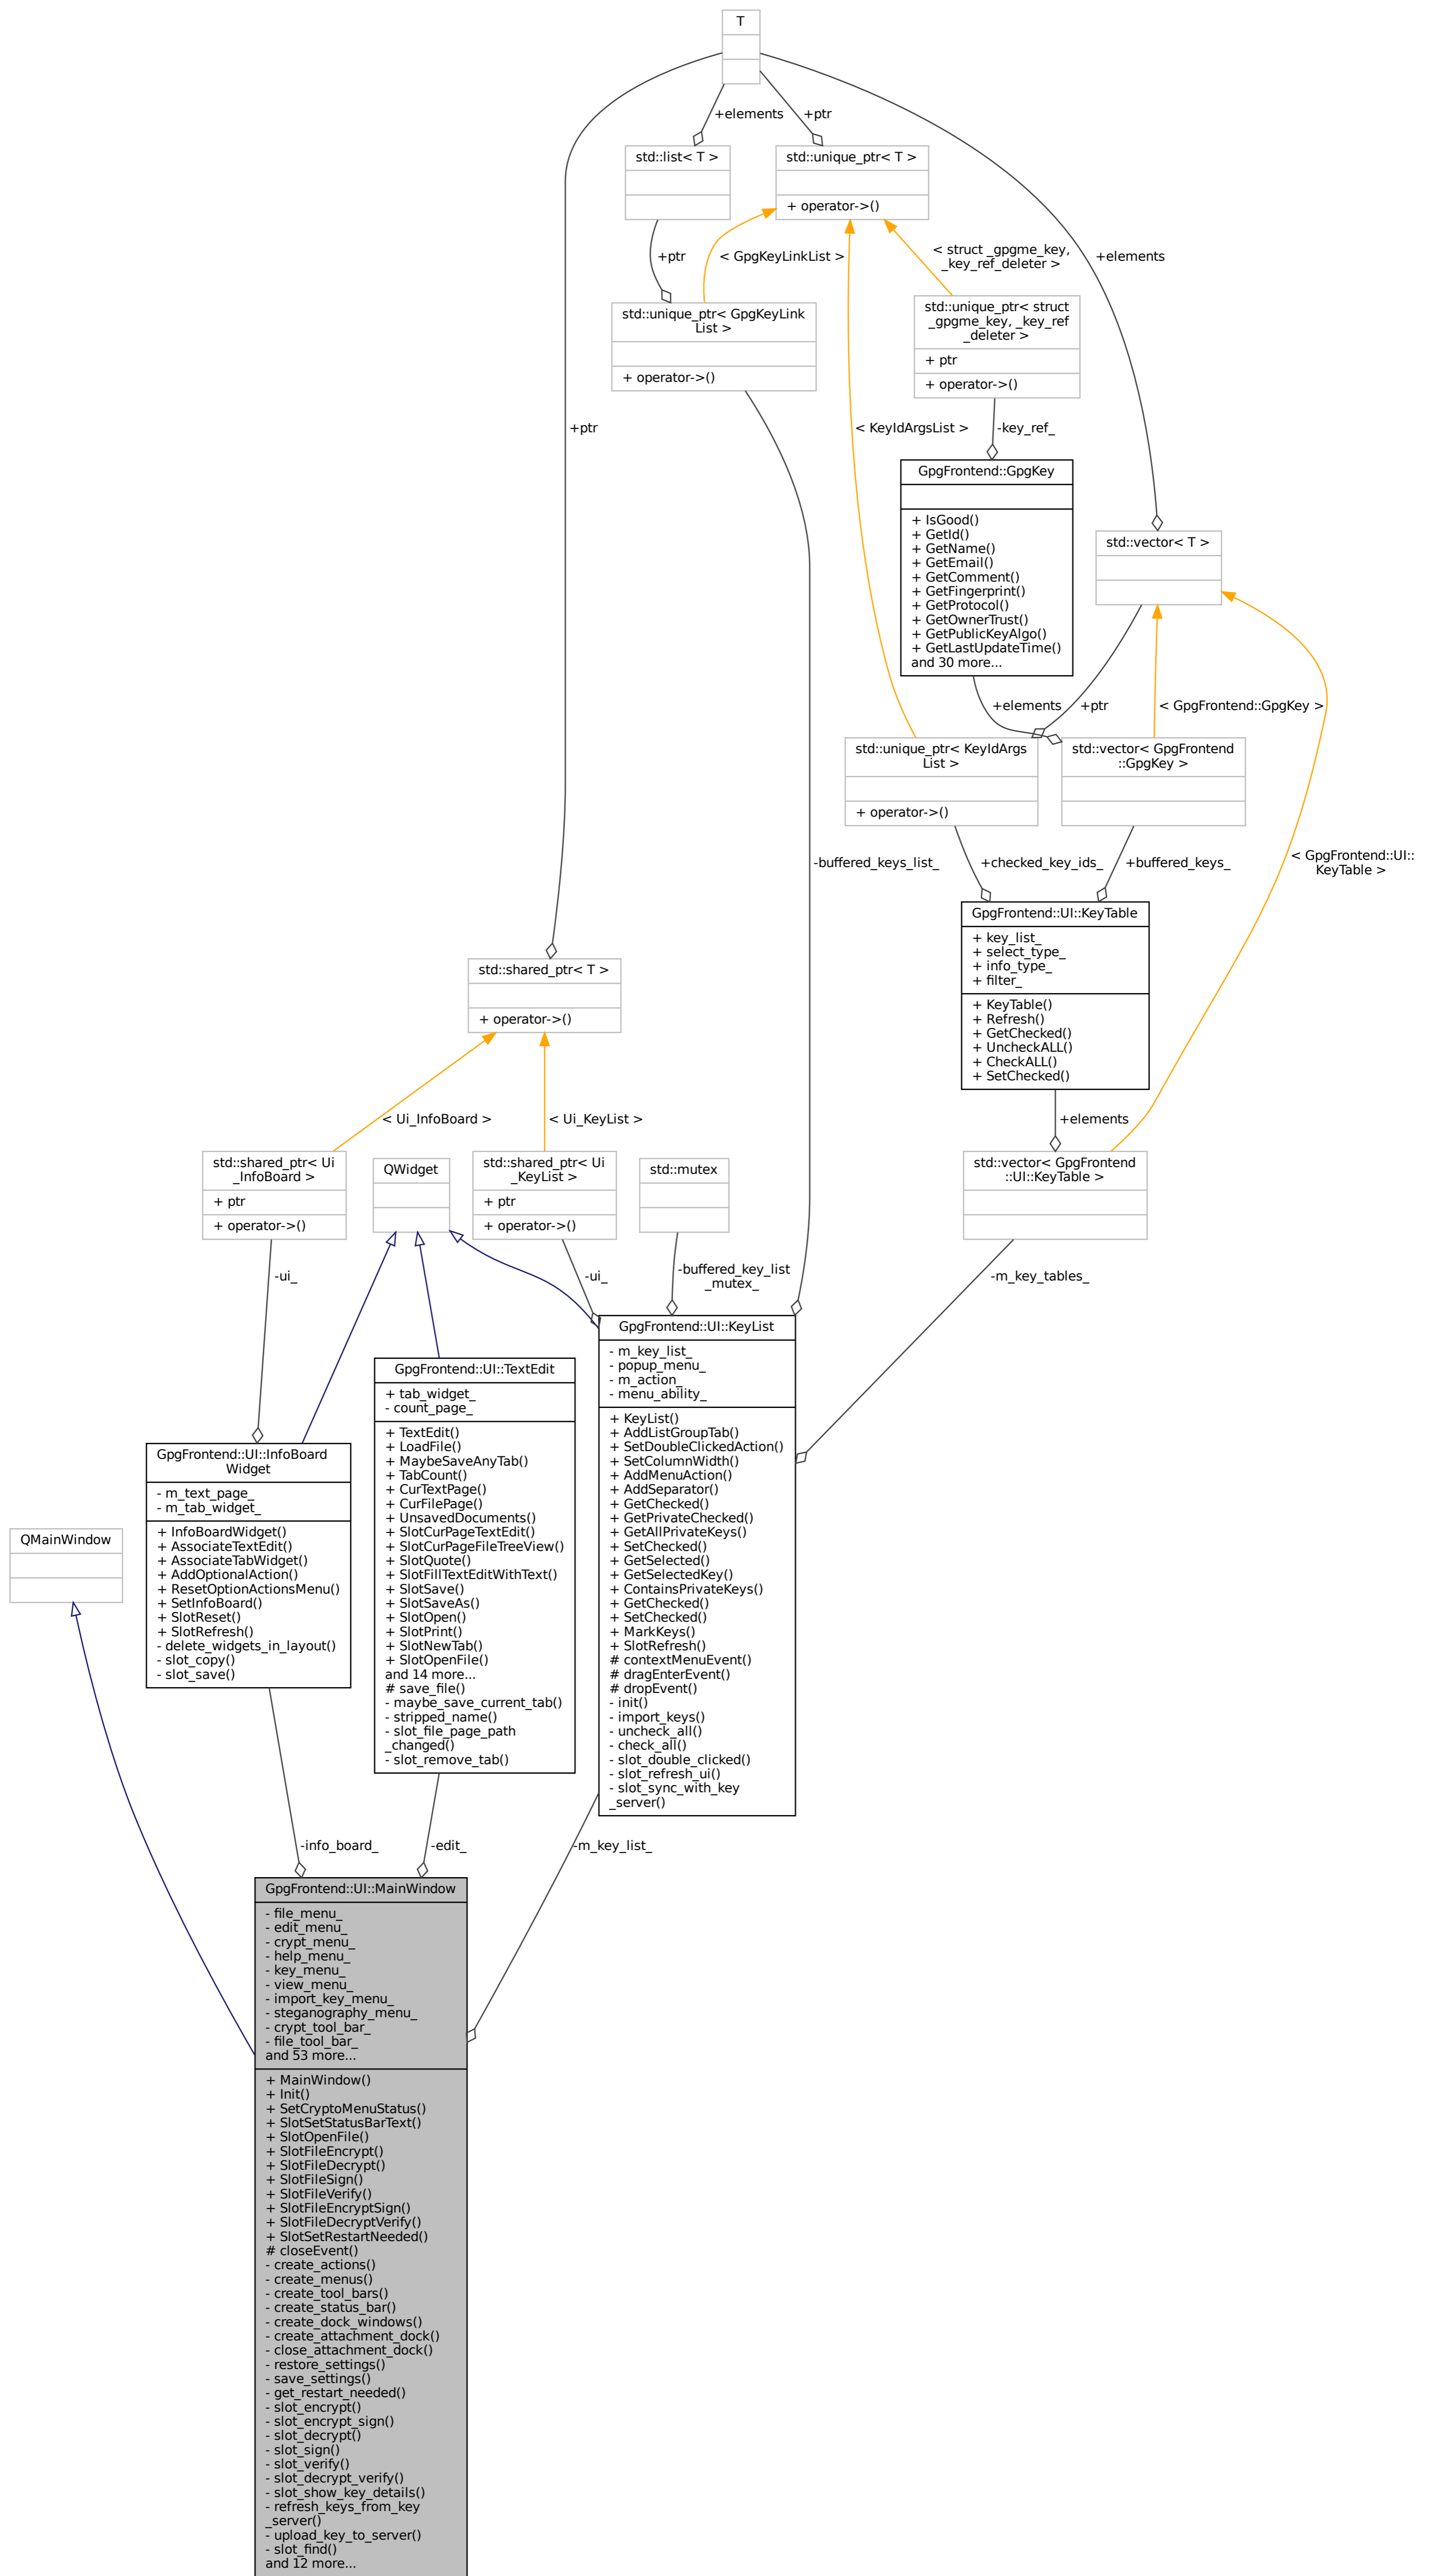 T
+elements
+ptr
std::list< T >
std::unique_ptr< T >
+ operator->()
+ptr
< GpgKeyLinkList >
< struct _gpgme_key,
_key_ref_deleter >
+elements
std::unique_ptr< GpgKeyLink
List >
+ operator->()
std::unique_ptr< struct
_gpgme_key, _key_ref
_deleter >
+ ptr
+ operator->()
+ptr
< KeyIdArgsList >
-key_ref_
GpgFrontend::GpgKey
+ IsGood()
+ GetId()
+ GetName()
+ GetEmail()
+ GetComment()
+ GetFingerprint()
+ GetProtocol()
+ GetOwnerTrust()
+ GetPublicKeyAlgo()
+ GetLastUpdateTime()
and 30 more...
std::vector< T >
+elements
+ptr
< GpgFrontend::GpgKey >
std::unique_ptr< KeyIdArgs
List >
+ operator->()
std::vector< GpgFrontend
::GpgKey >
-buffered_keys_list_
+checked_key_ids_
+buffered_keys_
< GpgFrontend::UI::
KeyTable >
GpgFrontend::UI::KeyTable
+ key_list_
+ select_type_
+ info_type_
+ filter_
+ KeyTable()
+ Refresh()
+ GetChecked()
+ UncheckALL()
+ CheckALL()
+ SetChecked()
std::shared_ptr< T >
+ operator->()
< Ui_InfoBoard >
< Ui_KeyList >
+elements
std::shared_ptr< Ui
_InfoBoard >
+ ptr
+ operator->()
QWidget
std::shared_ptr< Ui
_KeyList >
+ ptr
+ operator->()
std::mutex
std::vector< GpgFrontend
::UI::KeyTable >
-ui_
-ui_
-buffered_key_list
_mutex_
-m_key_tables_
GpgFrontend::UI::KeyList
- m_key_list_
- popup_menu_
- m_action_
- menu_ability_
+ KeyList()
+ AddListGroupTab()
+ SetDoubleClickedAction()
+ SetColumnWidth()
+ AddMenuAction()
+ AddSeparator()
+ GetChecked()
+ GetPrivateChecked()
+ GetAllPrivateKeys()
+ SetChecked()
+ GetSelected()
+ GetSelectedKey()
+ ContainsPrivateKeys()
+ GetChecked()
+ SetChecked()
+ MarkKeys()
+ SlotRefresh()
# contextMenuEvent()
# dragEnterEvent()
# dropEvent()
- init()
- import_keys()
- uncheck_all()
- check_all()
- slot_double_clicked()
- slot_refresh_ui()
- slot_sync_with_key
_server()
GpgFrontend::UI::TextEdit
+ tab_widget_
- count_page_
+ TextEdit()
+ LoadFile()
+ MaybeSaveAnyTab()
+ TabCount()
+ CurTextPage()
+ CurFilePage()
+ UnsavedDocuments()
+ SlotCurPageTextEdit()
+ SlotCurPageFileTreeView()
+ SlotQuote()
+ SlotFillTextEditWithText()
+ SlotSave()
+ SlotSaveAs()
+ SlotOpen()
+ SlotPrint()
+ SlotNewTab()
+ SlotOpenFile()
and 14 more...
# save_file()
- maybe_save_current_tab()
- stripped_name()
- slot_file_page_path
_changed()
- slot_remove_tab()
GpgFrontend::UI::InfoBoard
Widget
- m_text_page_
- m_tab_widget_
+ InfoBoardWidget()
+ AssociateTextEdit()
+ AssociateTabWidget()
+ AddOptionalAction()
+ ResetOptionActionsMenu()
+ SetInfoBoard()
+ SlotReset()
+ SlotRefresh()
- delete_widgets_in_layout()
- slot_copy()
- slot_save()
QMainWindow
-info_board_
-edit_
-m_key_list_
GpgFrontend::UI::MainWindow
- file_menu_
- edit_menu_
- crypt_menu_
- help_menu_
- key_menu_
- view_menu_
- import_key_menu_
- steganography_menu_
- crypt_tool_bar_
- file_tool_bar_
and 53 more...
+ MainWindow()
+ Init()
+ SetCryptoMenuStatus()
+ SlotSetStatusBarText()
+ SlotOpenFile()
+ SlotFileEncrypt()
+ SlotFileDecrypt()
+ SlotFileSign()
+ SlotFileVerify()
+ SlotFileEncryptSign()
+ SlotFileDecryptVerify()
+ SlotSetRestartNeeded()
# closeEvent()
- create_actions()
- create_menus()
- create_tool_bars()
- create_status_bar()
- create_dock_windows()
- create_attachment_dock()
- close_attachment_dock()
- restore_settings()
- save_settings()
- get_restart_needed()
- slot_encrypt()
- slot_encrypt_sign()
- slot_decrypt()
- slot_sign()
- slot_verify()
- slot_decrypt_verify()
- slot_show_key_details()
- refresh_keys_from_key
_server()
- upload_key_to_server()
- slot_find()
and 12 more...